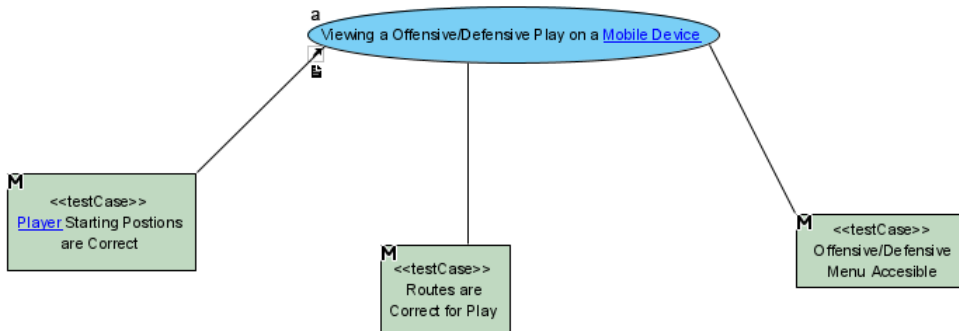 a
Viewing a Offensive/Defensive Play on a Mobile Device
M
<<testCase>>
Player Starting Postions
are Correct
M
<<testCase>>
Routes are
Correct for Play
M
<<testCase>>
Offensive/Defensive
Menu Accesible